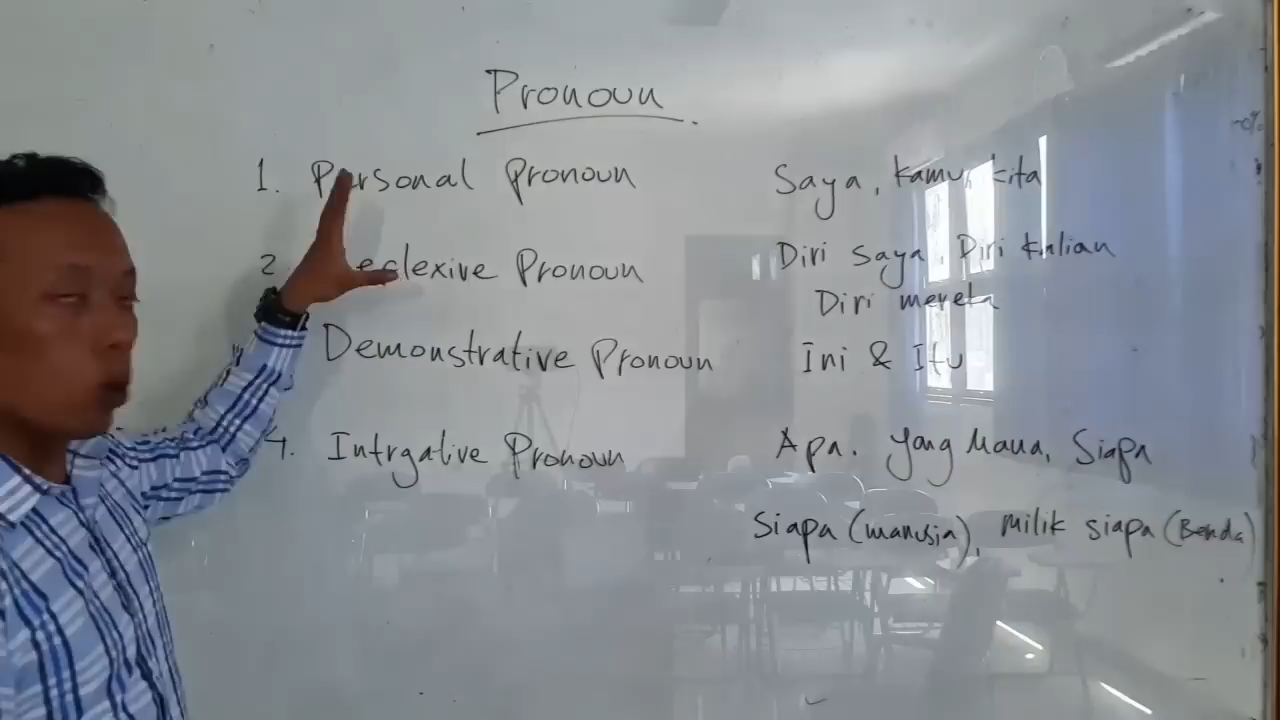 Pronoun
1. Personal Pronoun Saya, Kamu, kita
2 eclexive Pronoun Diri saya, Diri kalian
Diri mereka
Demonstrative Pronoun Ini & Itu
4. Intrgative Pronoun Apa. Yang Mana, Siapa
Siapa (manusia), Milik siapa (Benda)